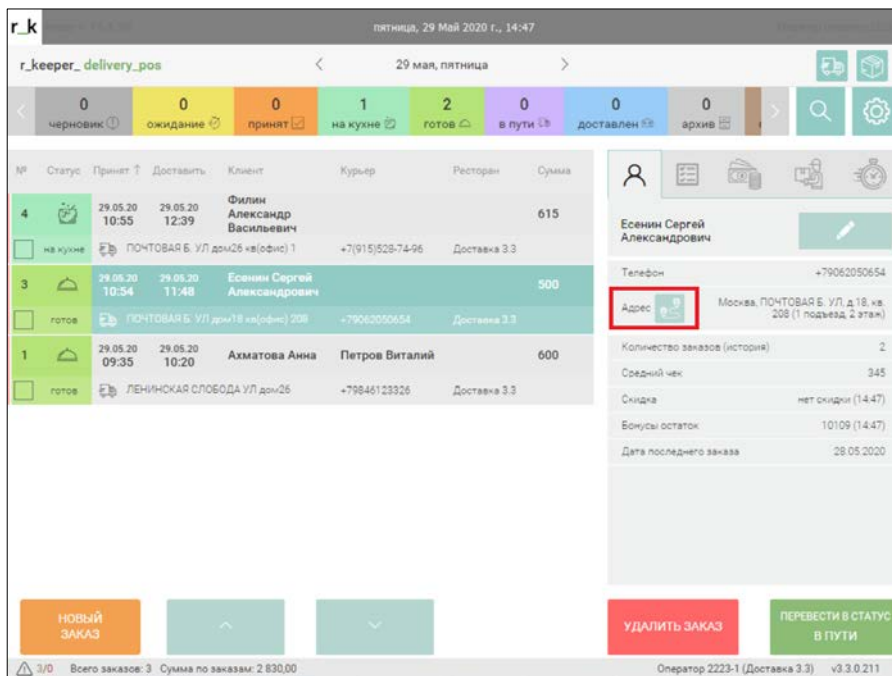 r_k
пятница, 29 Май 2020 г., 14:47
r_keeper_ delivery_pos
29 мая, пятница
0 0 0 1 2 0 0 0
черновик ожидание принят на кухне готов в пути доставлен архив
№ Статус Принят Доставить Клиент Курьер Ресторан Сумма
4 29.05.20 10:55 29.05.20 12:39 Филин Александр Васильевич 615
на кухне ПОЧТОВАЯ Б. УЛ дом26 кв(офис) 1 +7(915)528-74-96 Доставка 3.3
3 29.05.20 10:54 29.05.20 11:48 Есенин Сергей Александрович 500
готов ПОЧТОВАЯ Б. УЛ дом18 кв(офис) 208 +79062050654 Доставка 3.3
1 29.05.20 09:35 29.05.20 10:20 Ахматова Анна Петров Виталий 600
готов ЛЕНИНСКАЯ СЛОБОДА УЛ дом26 +79846123326 Доставка 3.3
Есенин Сергей
Александрович
Телефон +79062050654
Адрес Москва, ПОЧТОВАЯ Б. УЛ, д.18, кв.
208 (1 подъезд, 2 этаж)
Количество заказов (история) 2
Средний чек 345
Скидка нет скидки (14:47)
Бонусы остаток 10109 (14:47)
Дата последнего заказа 28.05.2020
НОВЫЙ
ЗАКАЗ
УДАЛИТЬ ЗАКАЗ
ПЕРЕВЕСТИ В СТАТУС
В ПУТИ
3/0 Всего заказов: 3 Сумма по заказам: 2 830,00 Оператор 2223-1 (Доставка 3.3) v3.3.0.211